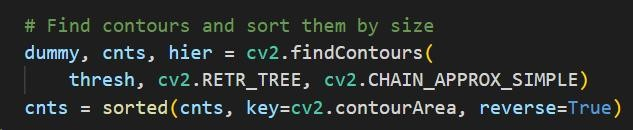 # Find contours and sort them by size
dummy, cnts, hier = cv2.findContours(
    thresh, cv2.RETR_TREE, cv2.CHAIN_APPROX_SIMPLE)
cnts = sorted(cnts, key=cv2.contourArea, reverse=True)